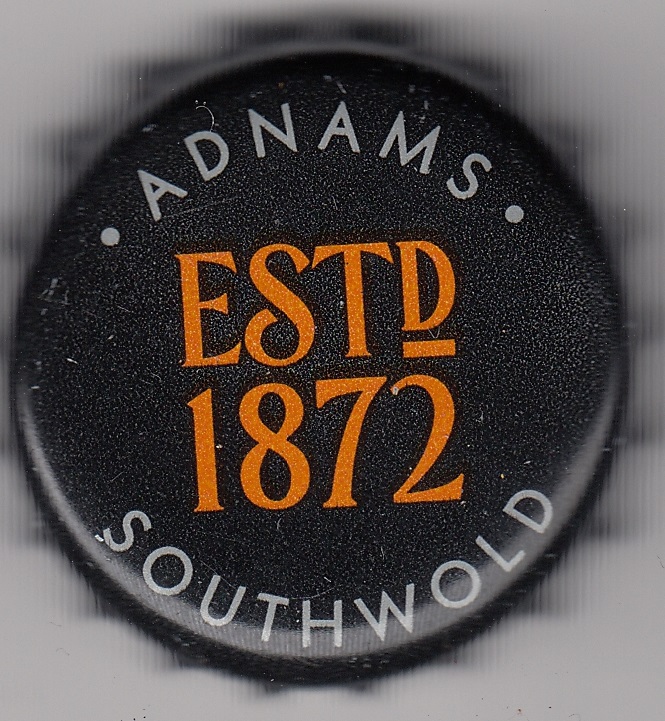 • ADNAMS •
ESTD
1872
SOUTHWOLD